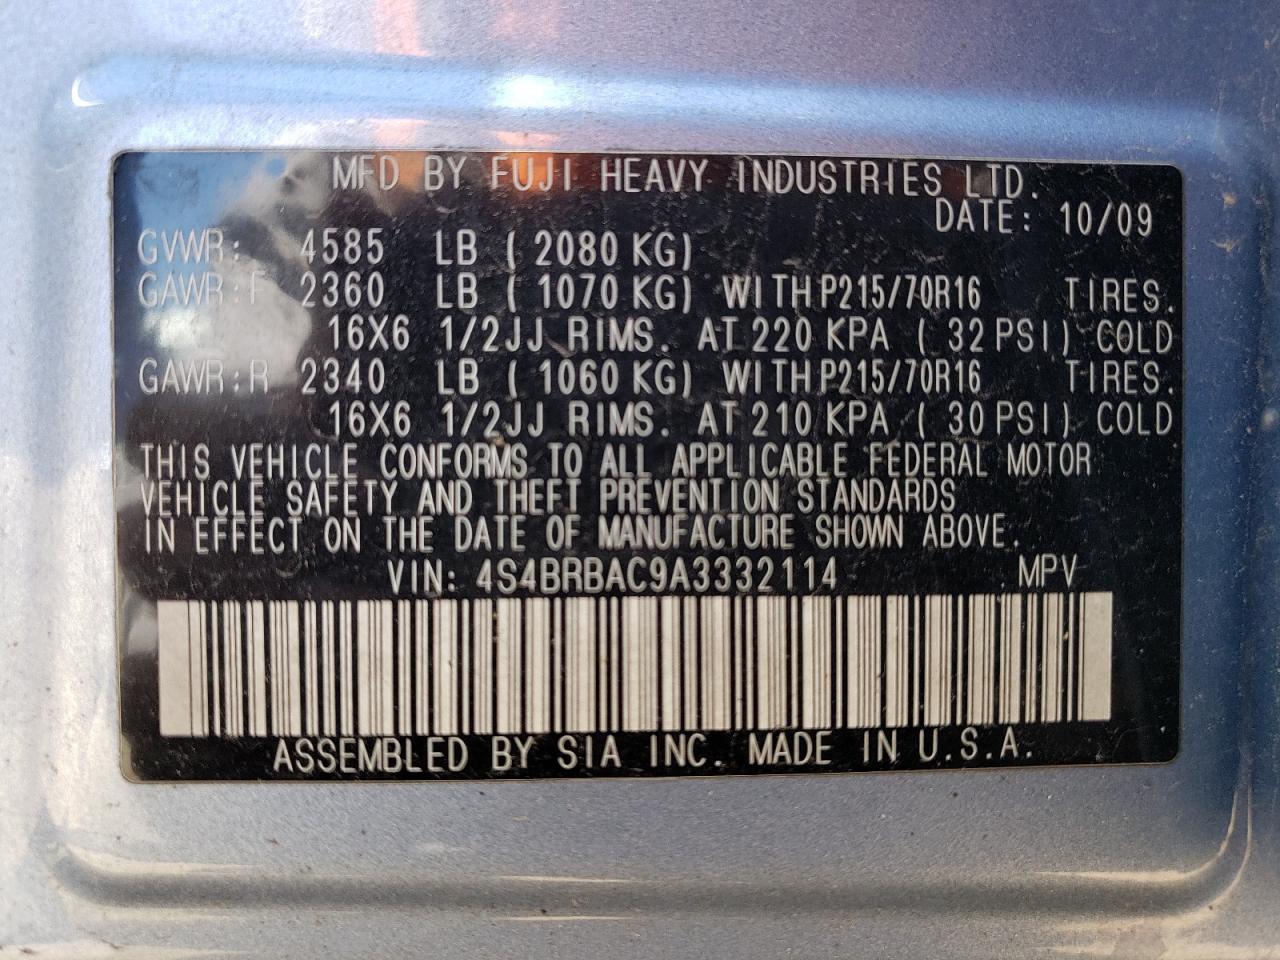 MFD BY FUJI HEAVY INDUSTRIES LTD.
DATE: 10/09
GVWR: 4585 LB ( 2080 KG)
GAWR:F 2360 LB ( 1070 KG) WITH P215/70R16 TIRES.
16X6 1/2JJ RIMS. AT 220 KPA ( 32 PSI) COLD
GAWR:R 2340 LB ( 1060 KG) WITH P215/70R16 TIRES.
16X6 1/2JJ RIMS. AT 210 KPA ( 30 PSI) COLD
THIS VEHICLE CONFORMS TO ALL APPLICABLE FEDERAL MOTOR
VEHICLE SAFETY AND THEFT PREVENTION STANDARDS
IN EFFECT ON THE DATE OF MANUFACTURE SHOWN ABOVE.
VIN: 4S4BRBAC9A3332114 MPV
ASSEMBLED BY SIA INC. MADE IN U.S.A.